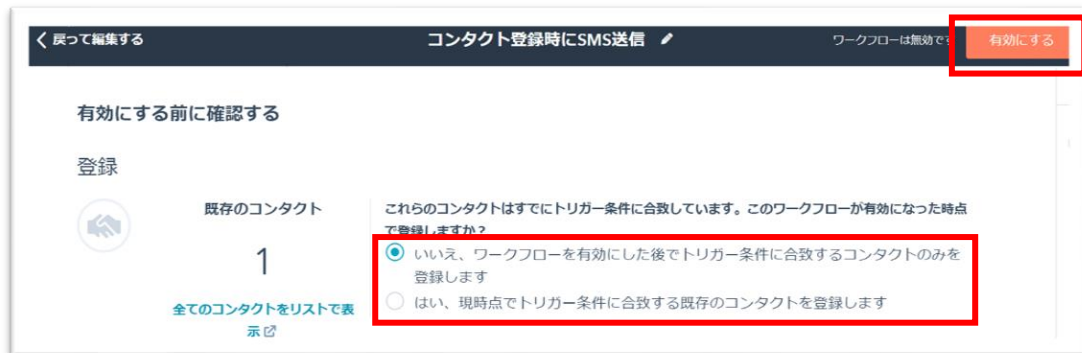 戻って編集する
コンタクト登録時にSMS送信
ワークフローは無効で
有効にする
有効にする前に確認する
登録
既存のコンタクト
1
全てのコンタクトをリストで表
示
これらのコンタクトはすでにトリガー条件に合致しています。このワークフローが有効になった時点
で登録しますか？
いいえ、ワークフローを有効にした後でトリガー条件に合致するコンタクトのみを
登録します
はい、現時点でトリガー条件に合致する既存のコンタクトを登録します